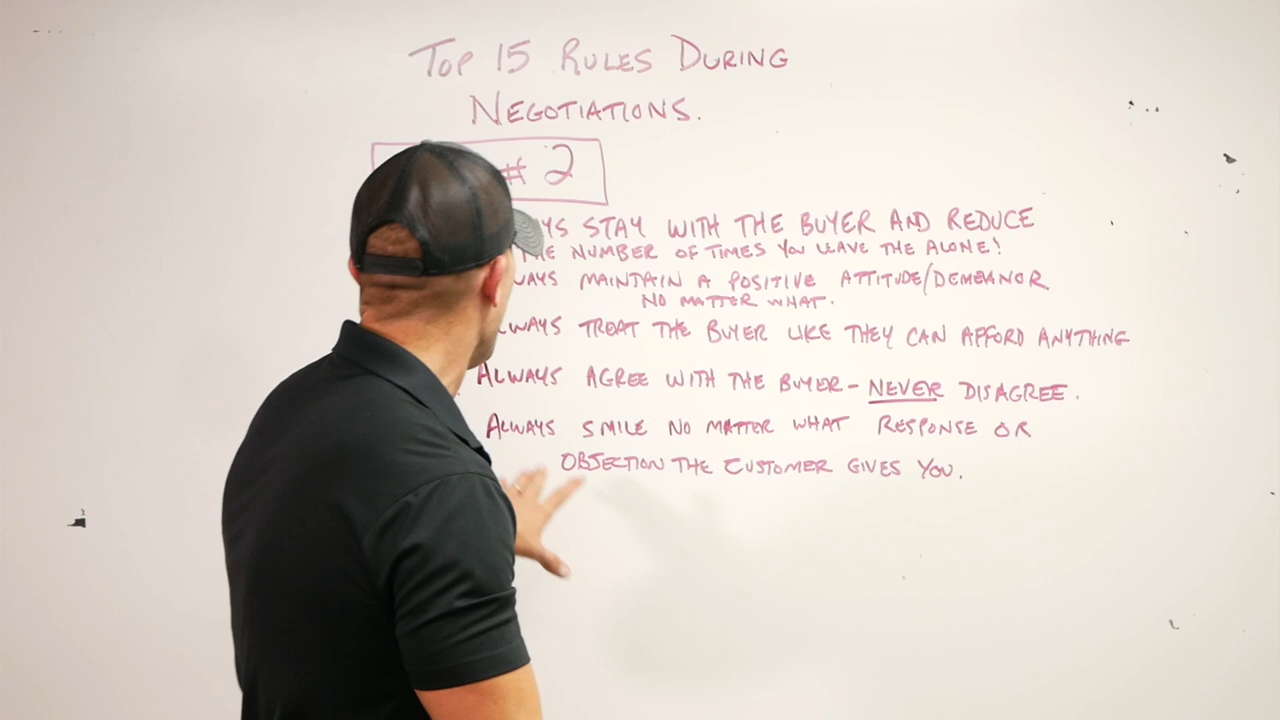 TOP 15 RULES DURING
NEGOTIATIONS.
# 2
STAY WITH THE BUYER AND REDUCE
NUMBER OF TIMES YOU LEAVE THE ALONE!
MAINTAIN A POSITIVE ATTITUDE/DEMEANOR
NO MATTER WHAT.
TREAT THE BUYER LIKE THEY CAN AFFORD ANYTHING
ALWAYS AGREE WITH THE BUYER - NEVER DISAGREE.
ALWAYS SMILE NO MATTER WHAT RESPONSE OR
OBJECTION THE CUSTOMER GIVES YOU.